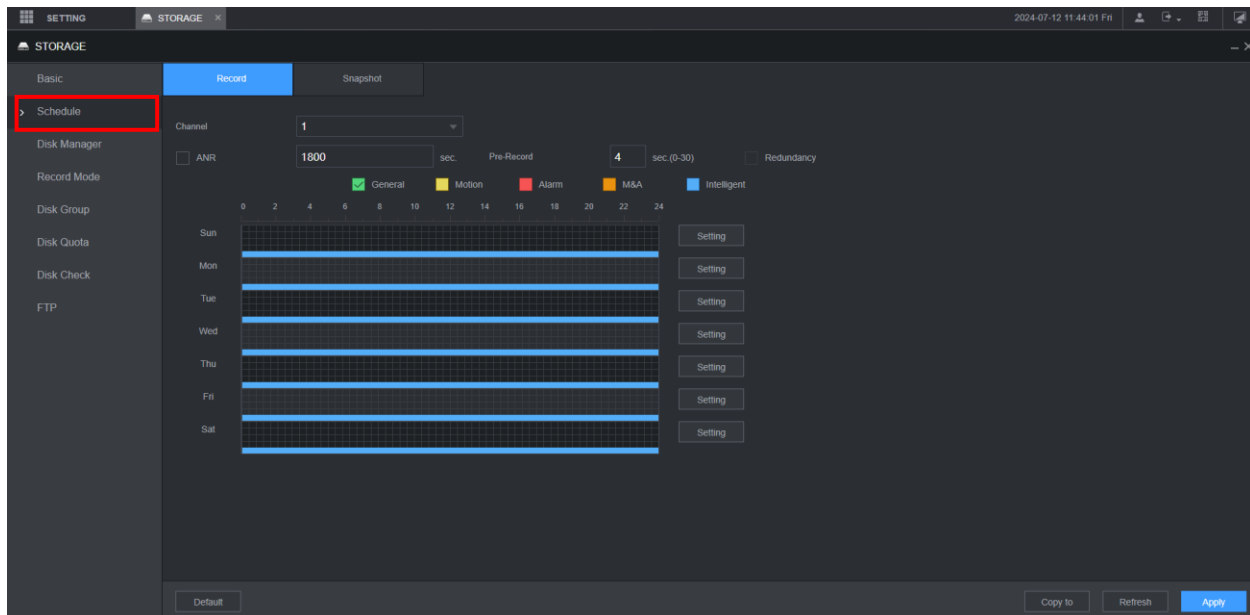 SETTING STORAGE × 2024-07-12 11:44:01 Fri
STORAGE
Basic Record Snapshot
Schedule
Channel 1
Disk Manager
ANR 1800 sec. Pre-Record 4 sec.(0-30) Redundancy
Record Mode
General Motion Alarm M&A Intelligent
Disk Group
0 2 4 6 8 10 12 14 16 18 20 22 24
Sun Setting
Disk Quota
Mon Setting
Disk Check
Tue Setting
FTP
Wed Setting
Thu Setting
Fri Setting
Sat Setting
Default Copy to Refresh Apply